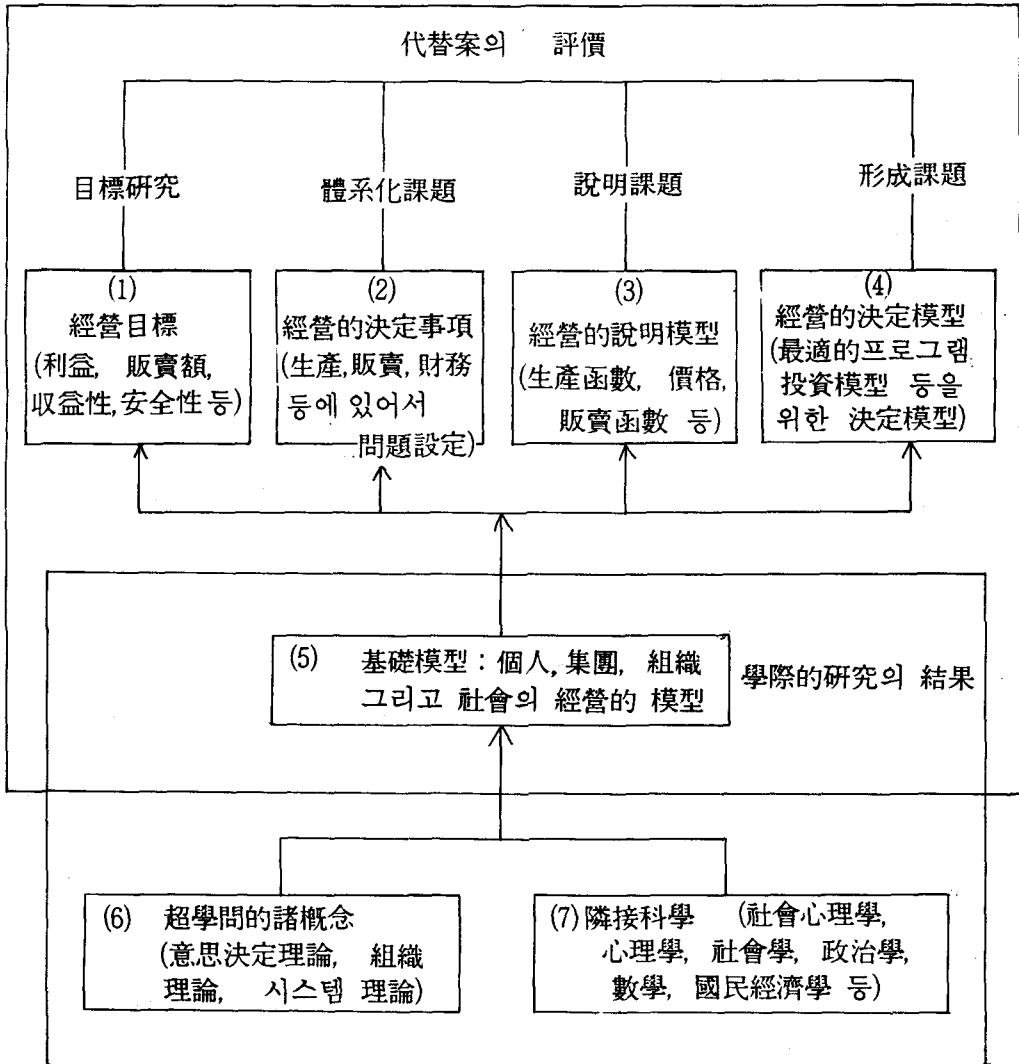 代替案의 評價
目標硏究
體系化課題
說明課題
形成課題
(1)
經營目標
(利益, 販賣額,
収益性, 安全性 등)
(2)
經營的決定事項
(生產, 販賣, 財務
등에 있어서
問題設定)
(3)
經營的說明模型
(生產函數, 價格,
販賣函數 등)
(4)
經營的决定模型
(最適的프로그램
投資模型 등을
위한 決定模型)
(5) 基礎模型 : 個人, 集團, 組織
그리고 社會의 經營的 模型
學際的硏究의 結果
(6) 超學問的諸槪念
(意思決定理論, 組織
理論, 시스템 理論)
(7) 隣接科學 (社會心理學,
心理學, 社會學, 政治學,
數學, 國民經濟學 등)